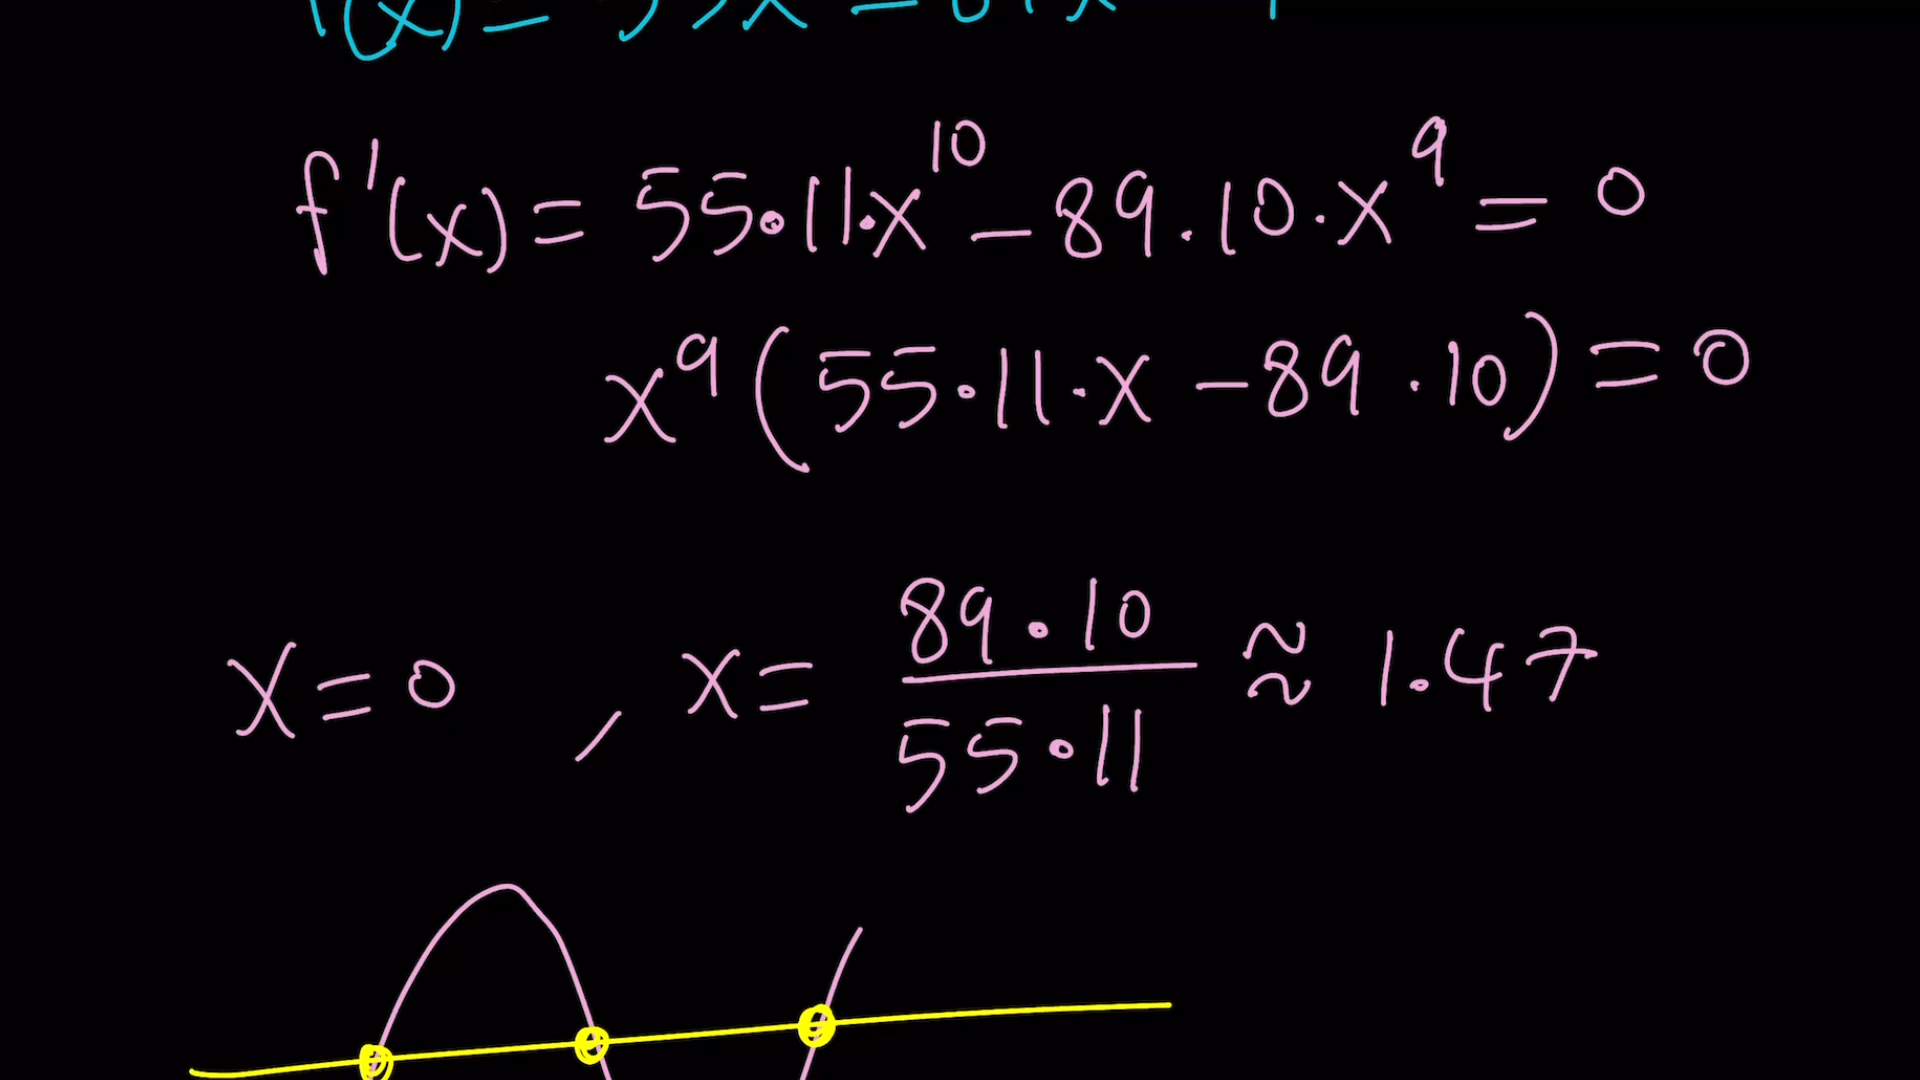 f'(x) = 55·11·x^10 − 89·10·x^9 = 0
x^9 (55·11·x − 89·10) = 0
x = 0 , x = 89·10 / 55·11 ≈ 1.47